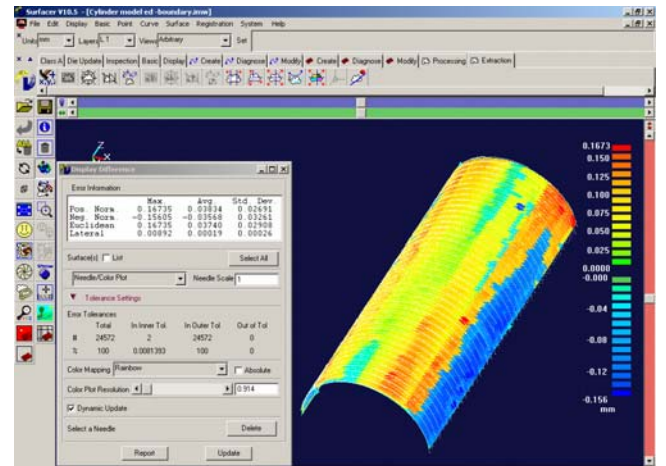 Surfacer V10.5 - [Cylinder model ed -boundary.imw]
File Edit Display Basic Point Curve Surface Registration System Help
Units mm Layers L 1 Views Arbitrary Set
Class A Die Update Inspection Basic Display Create Diagnose Modify Create Diagnose Modify Processing Extraction
Z
X
Display Difference
Error Information
Max Avg Std Dev
Pos. Norm. 0.16735 0.03834 0.02691
Neg. Norm. -0.15605 -0.03568 0.03261
Euclidean 0.16735 0.03740 0.02908
Lateral 0.00892 0.00019 0.00026
Surface(s) List Select All
Needle/Color Plot Needle Scale 1
Tolerance Settings
Error Tolerances
Total In Inner Tol. In Outer Tol Out of Tol
# 24572 2 24572 0
% 100 0.0081393 100 0
Color Mapping Rainbow Absolute
Color Plot Resolution 0.914
Dynamic Update
Select a Needle Delete
Report Update
0.1673
0.150
0.125
0.100
0.075
0.050
0.025
0.0000
-0.000
-0.04
-0.08
-0.12
-0.156
mm